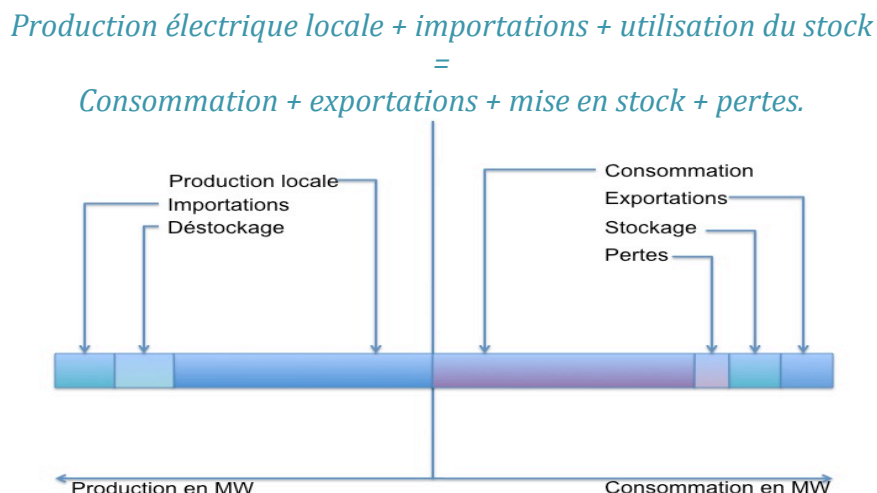 Production électrique locale + importations + utilisation du stock
=
Consommation + exportations + mise en stock + pertes.
Production locale
Importations
Déstockage
Consommation
Exportations
Stockage
Pertes
Production en MW
Consommation en MW